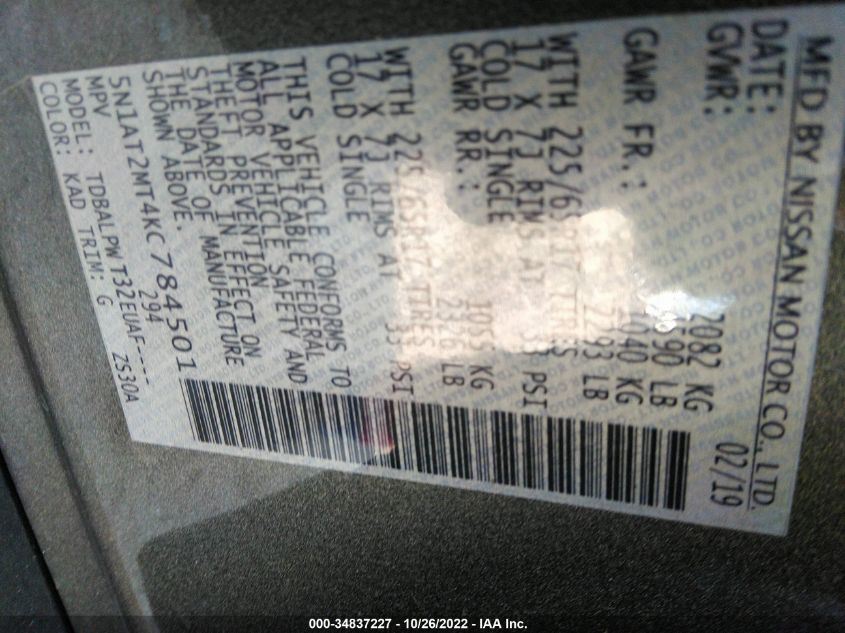 MFD BY NISSAN MOTOR CO., LTD.
DATE: 02/19
GVWR: 2082 KG
LB
GAWR FR.: 1040 KG
2293 LB
WITH 225/65R17 TIRES
17 X 7J RIMS AT 33 PSI
COLD SINGLE
GAWR RR.: 1055 KG
2326 LB
WITH 225/65R17 TIRES
17 X 7J RIMS AT 33 PSI
COLD SINGLE
THIS VEHICLE CONFORMS TO
ALL APPLICABLE FEDERAL
MOTOR VEHICLE SAFETY AND
THEFT PREVENTION
STANDARDS IN EFFECT ON
THE DATE OF MANUFACTURE
SHOWN ABOVE.
5N1AT2MT4KC784501
MPV 294
MODEL: TDBALPWT32EUAF-----
COLOR: KAD TRIM: G ZS30A
000-34837227 - 10/26/2022 - IAA Inc.